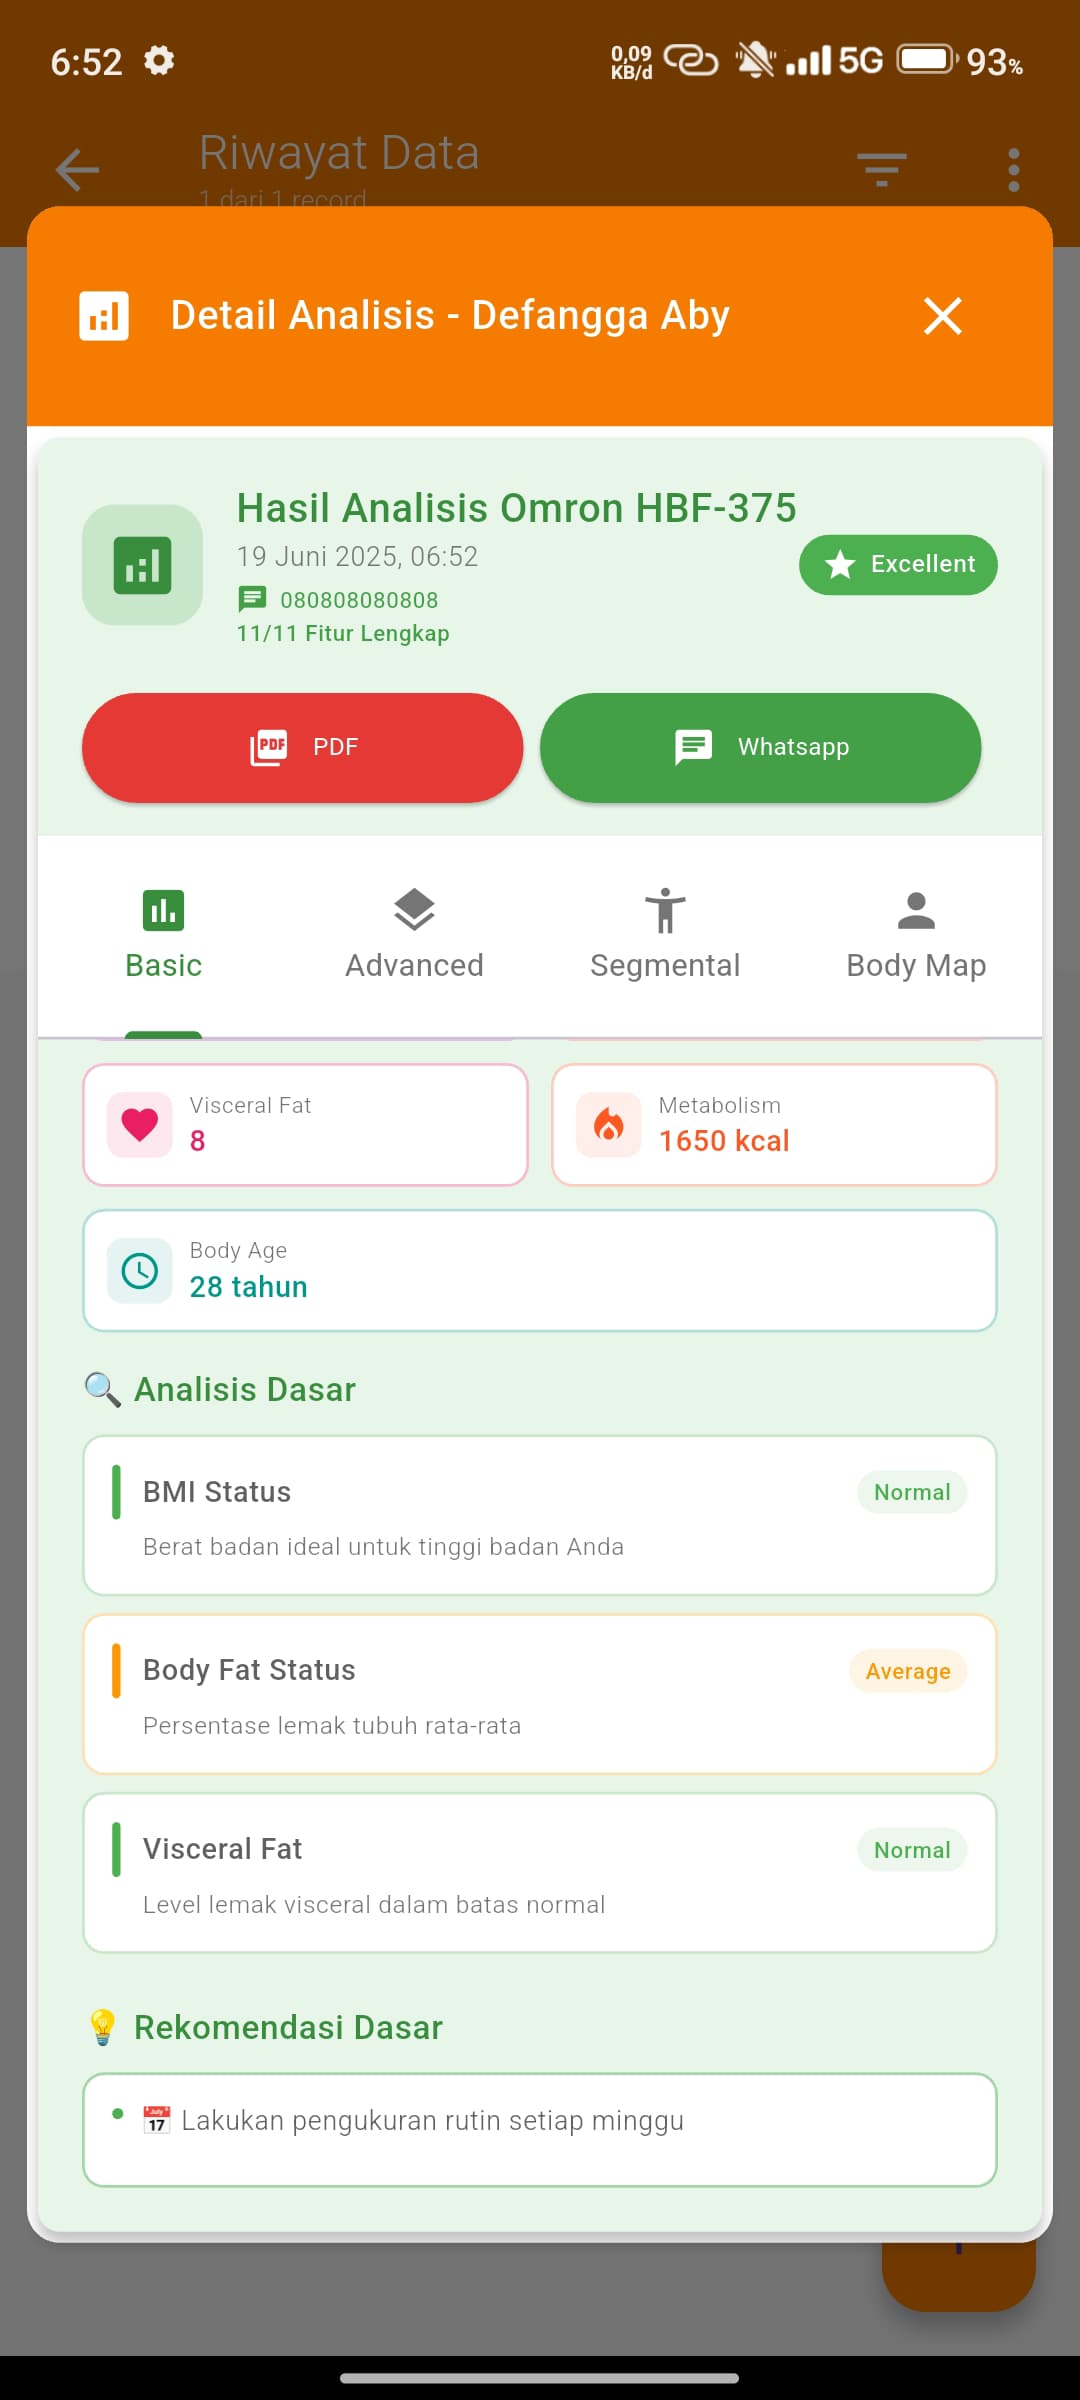 6:52
0,09
KB/d
5G
93%
Riwayat Data
1 dari 1 record
Detail Analisis - Defangga Aby
Hasil Analisis Omron HBF-375
19 Juni 2025, 06:52
080808080808
11/11 Fitur Lengkap
Excellent
PDF
PDF
Whatsapp
Basic
Advanced
Segmental
Body Map
Visceral Fat
8
Metabolism
1650 kcal
Body Age
28 tahun
🔍 Analisis Dasar
BMI Status
Normal
Berat badan ideal untuk tinggi badan Anda
Body Fat Status
Average
Persentase lemak tubuh rata-rata
Visceral Fat
Normal
Level lemak visceral dalam batas normal
💡 Rekomendasi Dasar
• 📅 Lakukan pengukuran rutin setiap minggu